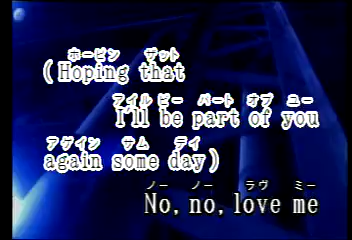 ホーピン ザット
(Hoping that
アイル ビー パート オブ ユー
I'll be part of you
アゲイン サム デイ
again some day)
ノー ノー ラヴ ミー
No, no, love me